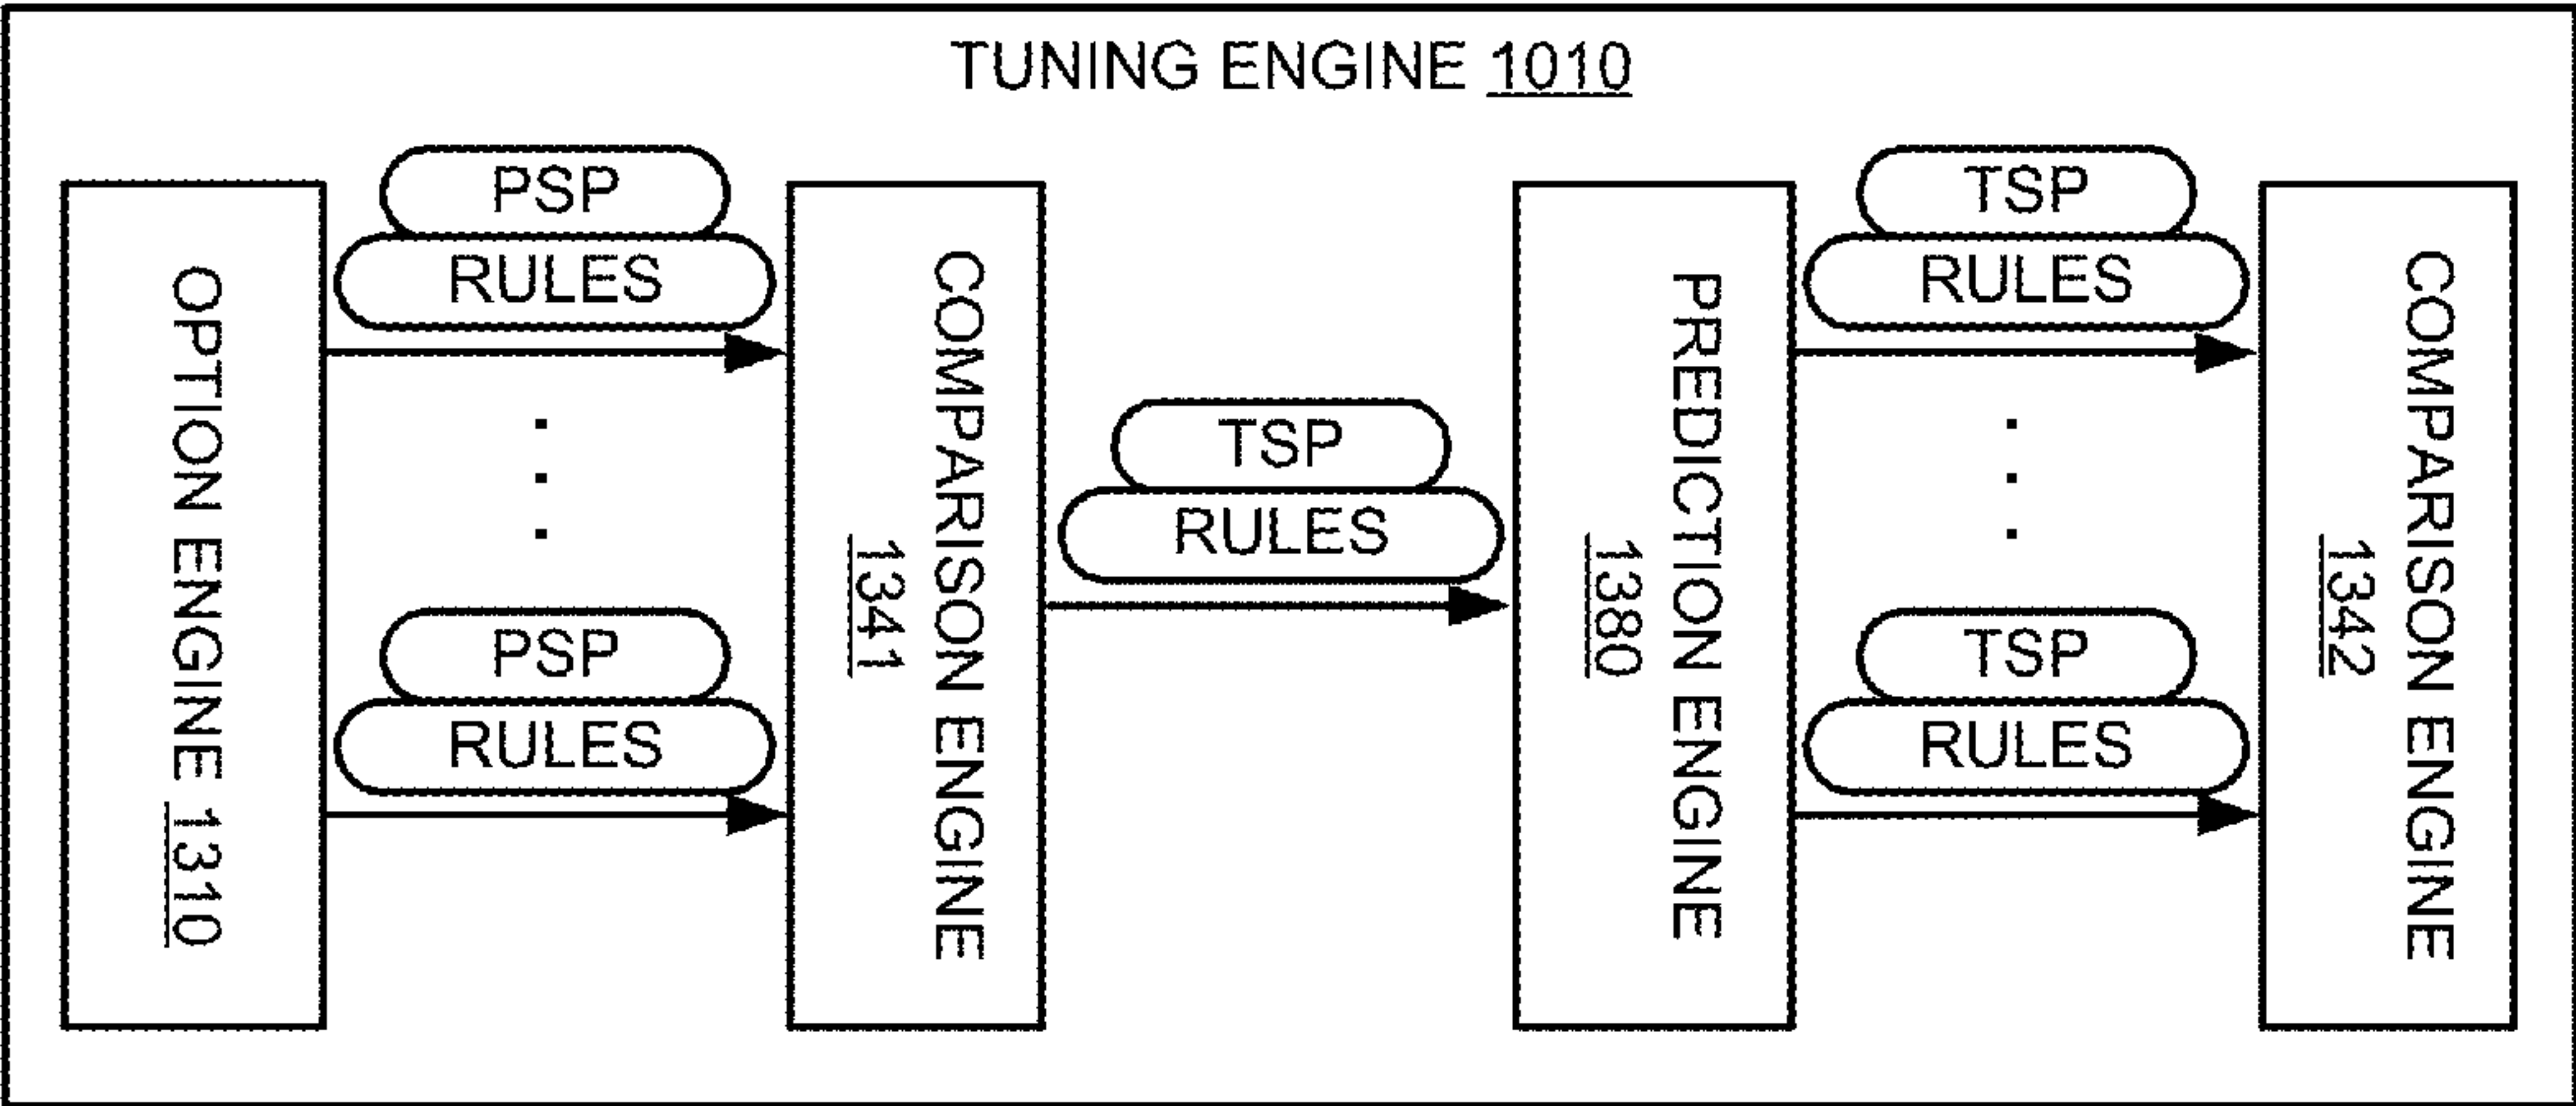 TUNING ENGINE 1010
OPTION ENGINE 1310
PSP
RULES
PSP
RULES
COMPARISON ENGINE
1341
TSP
RULES
PREDICTION ENGINE
1380
TSP
RULES
TSP
RULES
COMPARISON ENGINE
1342